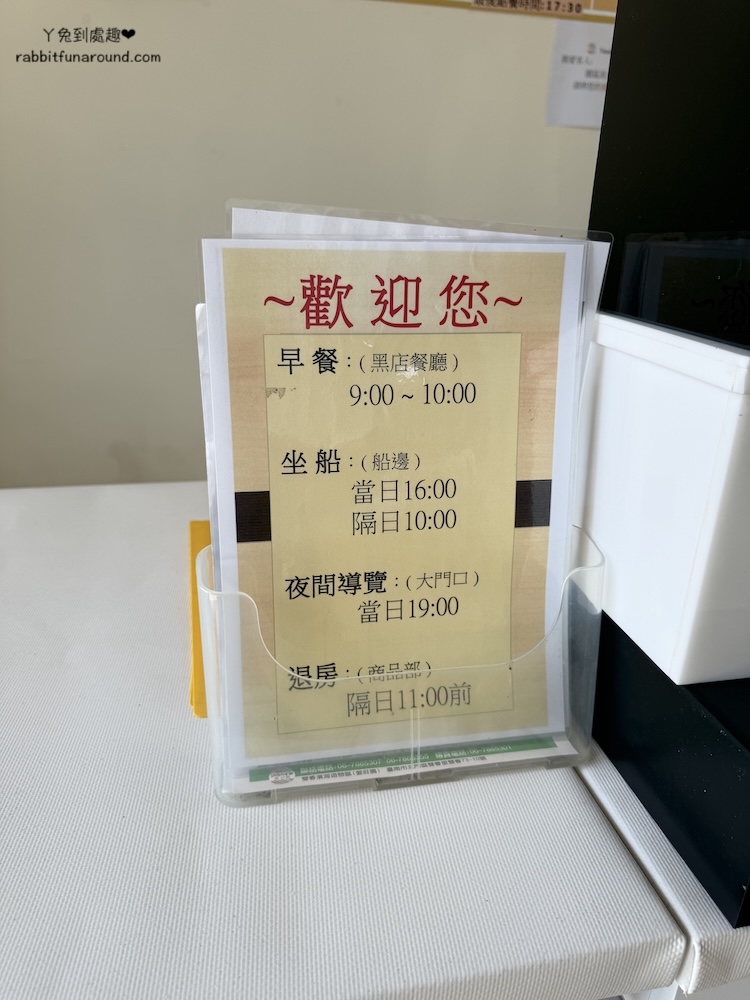 ㄚ兔到處趣❤
rabbitfunaround.com
17:30
~歡迎您~
早餐：(黑店餐廳)
9:00 ~ 10:00
坐船：(船邊)
當日16:00
隔日10:00
夜間導覽：(大門口)
當日19:00
退房：(商品部)
隔日11:00前